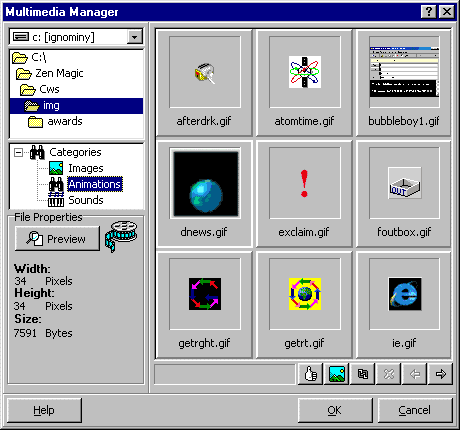 Multimedia Manager
c: [ignominy]
C:\
Zen Magic
Cws
img
awards
Categories
Images
Animations
Sounds
File Properties
Preview
Width:
34 Pixels
Height:
34 Pixels
Size:
7591 Bytes
afterdrk.gif
atomtime.gif
bubbleboy1.gif
dnews.gif
exclaim.gif
OUT
foutbox.gif
getrght.gif
getrt.gif
ie.gif
Help
OK
Cancel